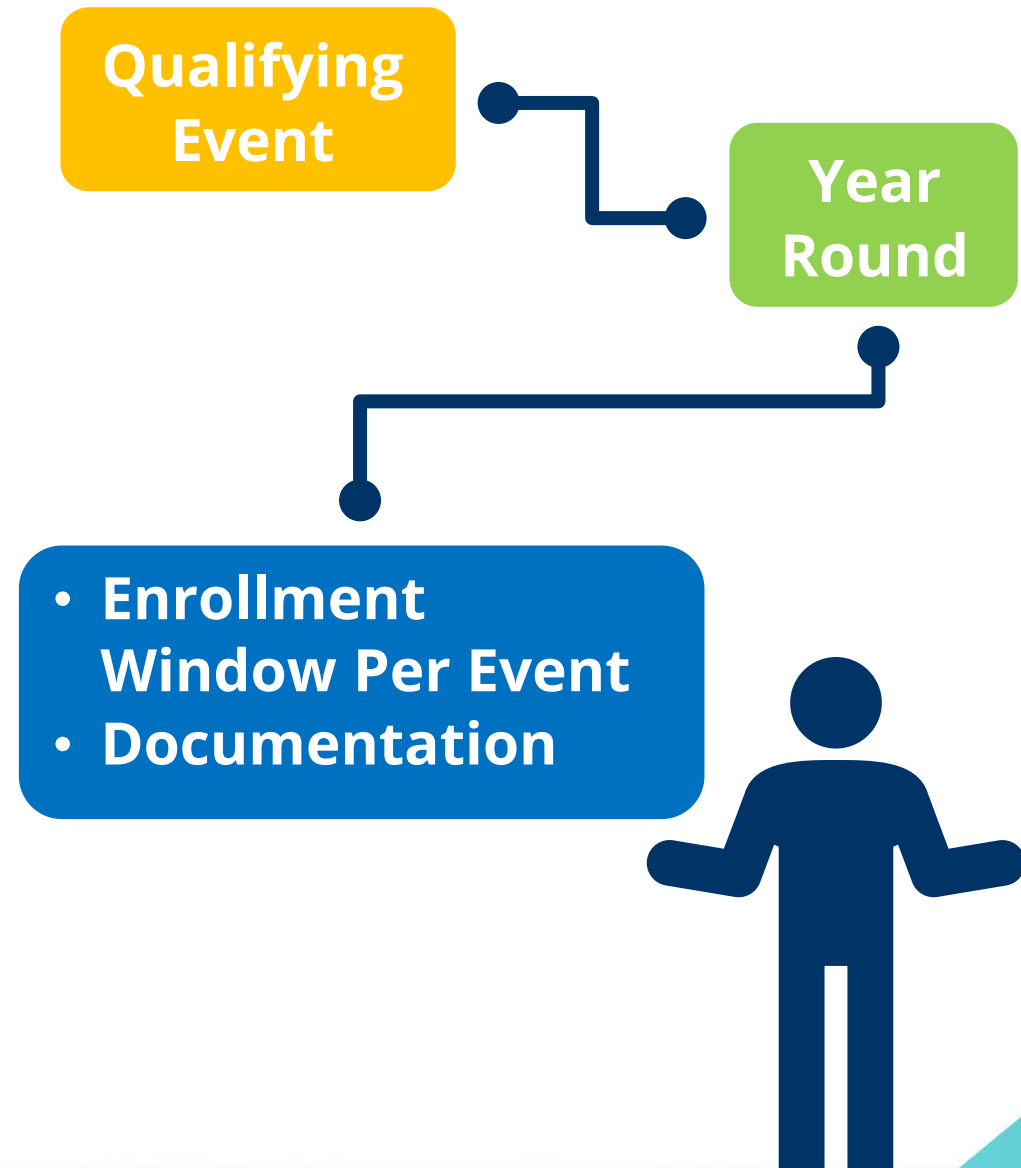 Qualifying
Event
Year
Round
• Enrollment
Window Per Event
• Documentation